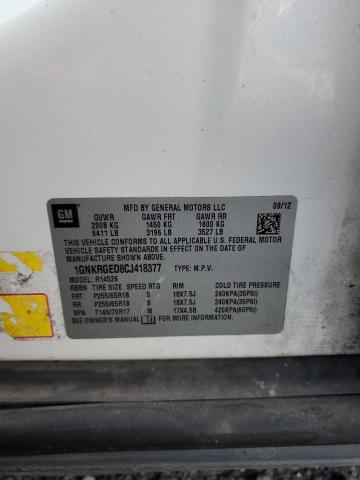 MFD BY GENERAL MOTORS LLC
GM
09/12
GVWR GAWR FRT GAWR RR
2908 KG 1450 KG 1600 KG
6411 LB 3196 LB 3527 LB
THIS VEHICLE CONFORMS TO ALL APPLICABLE U.S. FEDERAL MOTOR
VEHICLE SAFETY STANDARDS IN EFFECT ON THE DATE OF
MANUFACTURE SHOWN ABOVE.
1GNKRGED8CJ418377 TYPE: M.P.V.
MODEL: R14526
RBBN TIRE SIZE SPEED RTG RIM COLD TIRE PRESSURE
FRT P255/65R18 S 18X7.5J 240KPA(35PSI)
RR P255/65R18 S 18X7.5J 240KPA(35PSI)
SPA T145/70R17 M 17X4.5B 420KPA(60PSI)
SEE OWNER'S MANUAL FOR MORE INFORMATION.